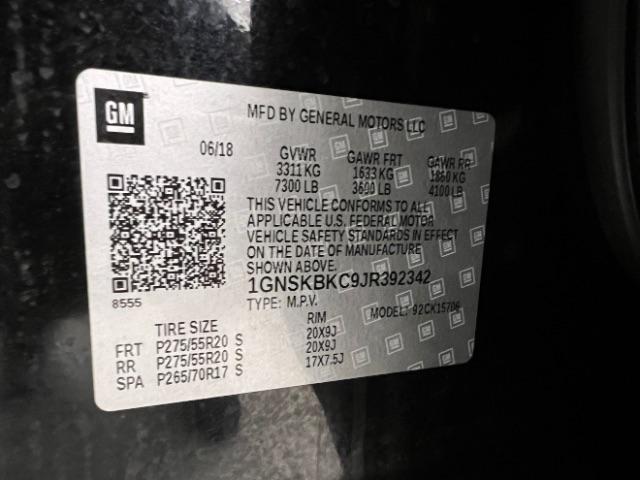 GM
MFD BY GENERAL MOTORS LLC
06/18 GVWR GAWR FRT GAWR RR
3311 KG 1633 KG 1860 KG
7300 LB 3600 LB 4100 LB
THIS VEHICLE CONFORMS TO ALL
APPLICABLE U.S. FEDERAL MOTOR
VEHICLE SAFETY STANDARDS IN EFFECT
ON THE DATE OF MANUFACTURE
SHOWN ABOVE.
8555 1GNSKBKC9JR392342
TYPE: M.P.V. MODEL: 92CK15706
TIRE SIZE RIM
FRT P275/55R20 S 20X9J
RR P275/55R20 S 20X9J
SPA P265/70R17 S 17X7.5J